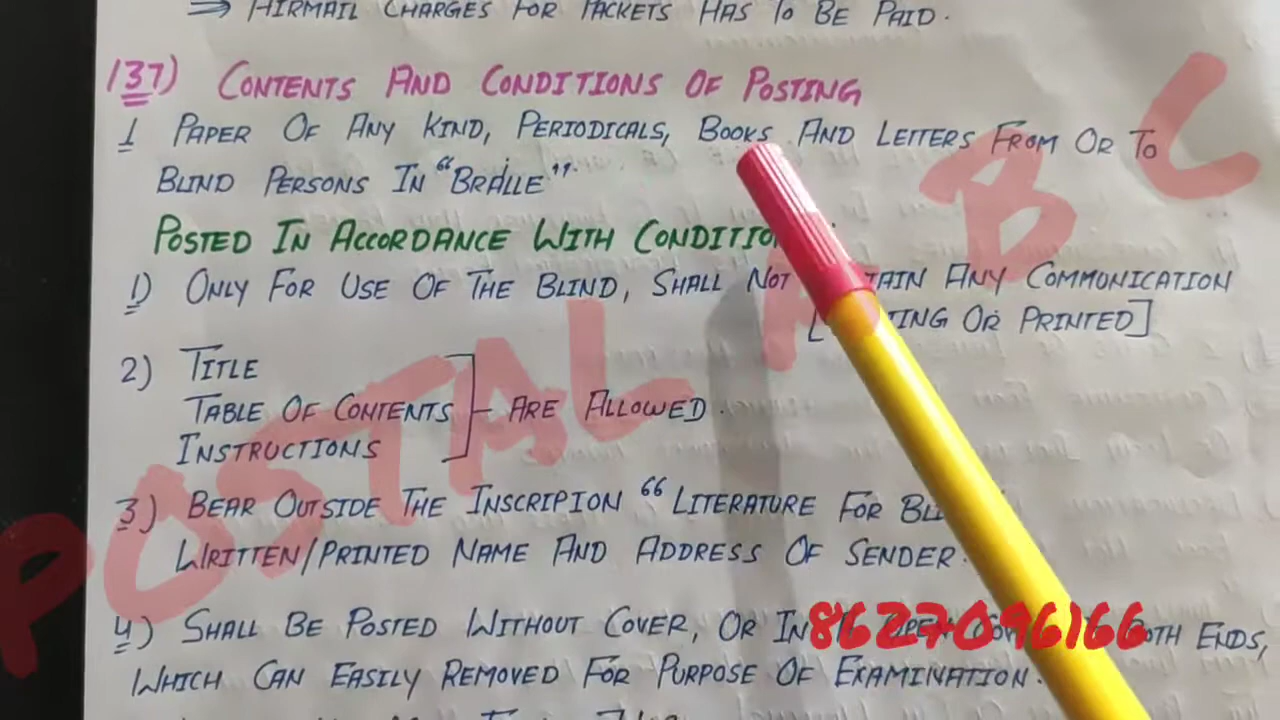 ⇒ AIRMAIL CHARGES FOR PACKETS HAS TO BE PAID.
137) CONTENTS AND CONDITIONS OF POSTING
1 PAPER OF ANY KIND, PERIODICALS, BOOKS AND LETTERS FROM OR TO
BLIND PERSONS IN "BRAILLE".
POSTED IN ACCORDANCE WITH CONDITION
1) ONLY FOR USE OF THE BLIND, SHALL NOT ANY COMMUNICATION
OR PRINTED]
2) TITLE
TABLE OF CONTENTS ARE ALLOWED.
INSTRUCTIONS
3) BEAR OUTSIDE THE INSCRIPION "LITERATURE FOR
WRITTEN/PRINTED NAME AND ADDRESS OF SENDER.
4) SHALL BE POSTED WITHOUT COVER, OR IN BOTH ENDS,
WHICH CAN EASILY REMOVED FOR PURPOSE OF EXAMINATION.
POSTAL ABC
8627096166